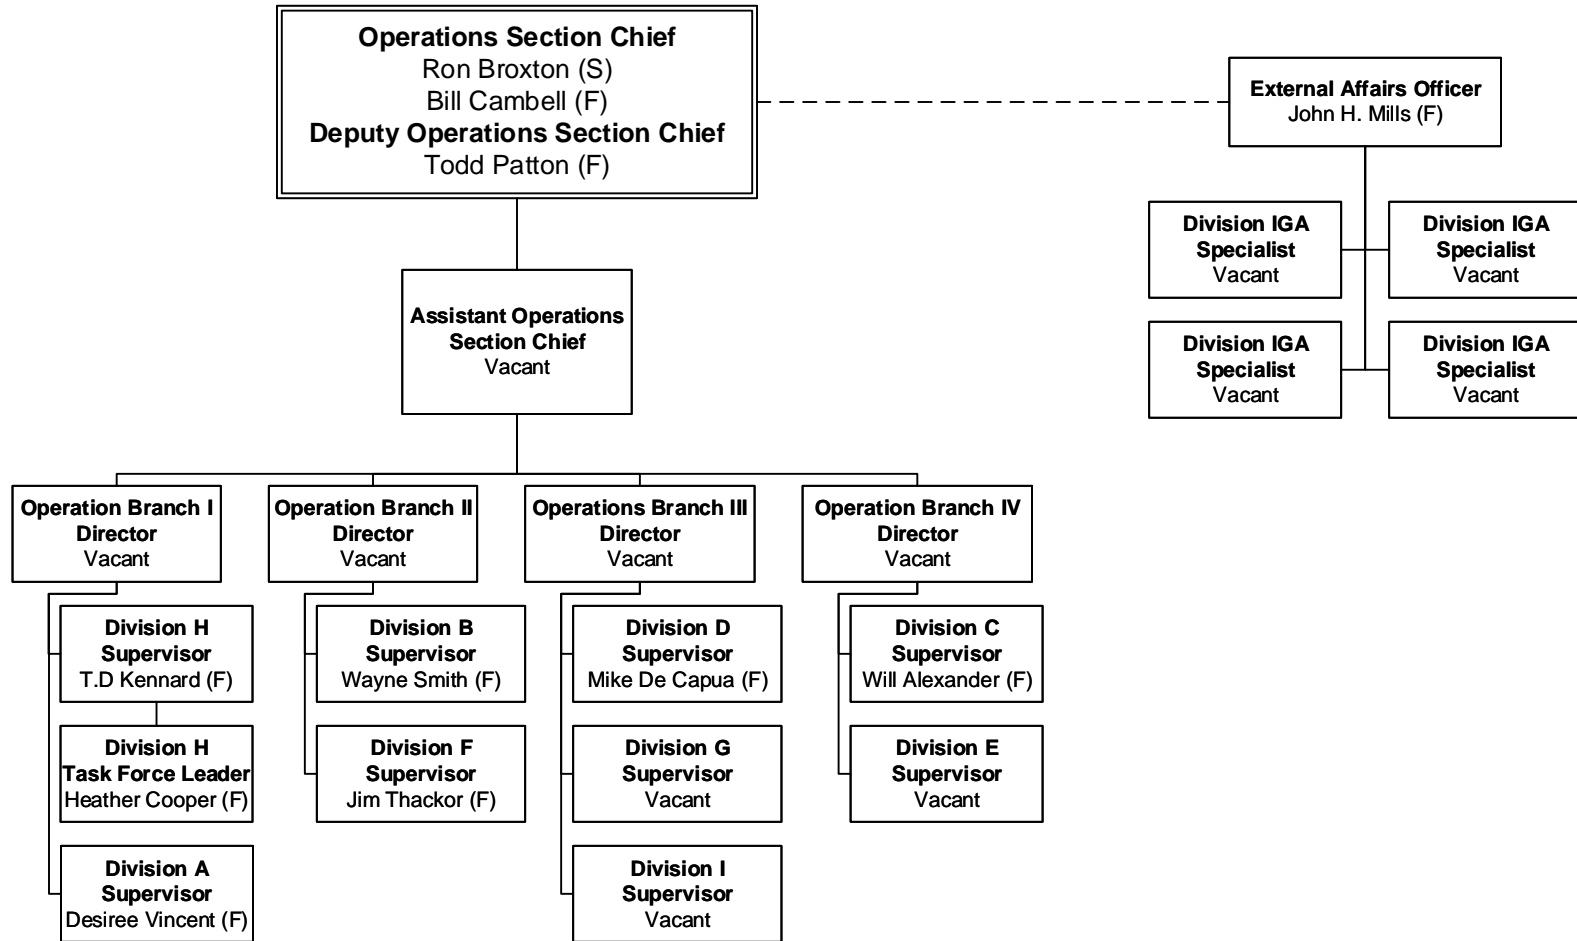 Operations Section Chief
Ron Broxton (S)
Bill Cambell (F)
Deputy Operations Section Chief
Todd Patton (F)
External Affairs Officer
John H. Mills (F)
Division IGA
Specialist
Vacant
Division IGA
Specialist
Vacant
Division IGA
Specialist
Vacant
Division IGA
Specialist
Vacant
Assistant Operations
Section Chief
Vacant
Operation Branch I
Director
Vacant
Operation Branch II
Director
Vacant
Operations Branch III
Director
Vacant
Operation Branch IV
Director
Vacant
Division H
Supervisor
T.D Kennard (F)
Division H
Task Force Leader
Heather Cooper (F)
Division A
Supervisor
Desiree Vincent (F)
Division B
Supervisor
Wayne Smith (F)
Division F
Supervisor
Jim Thackor (F)
Division D
Supervisor
Mike De Capua (F)
Division G
Supervisor
Vacant
Division I
Supervisor
Vacant
Division C
Supervisor
Will Alexander (F)
Division E
Supervisor
Vacant